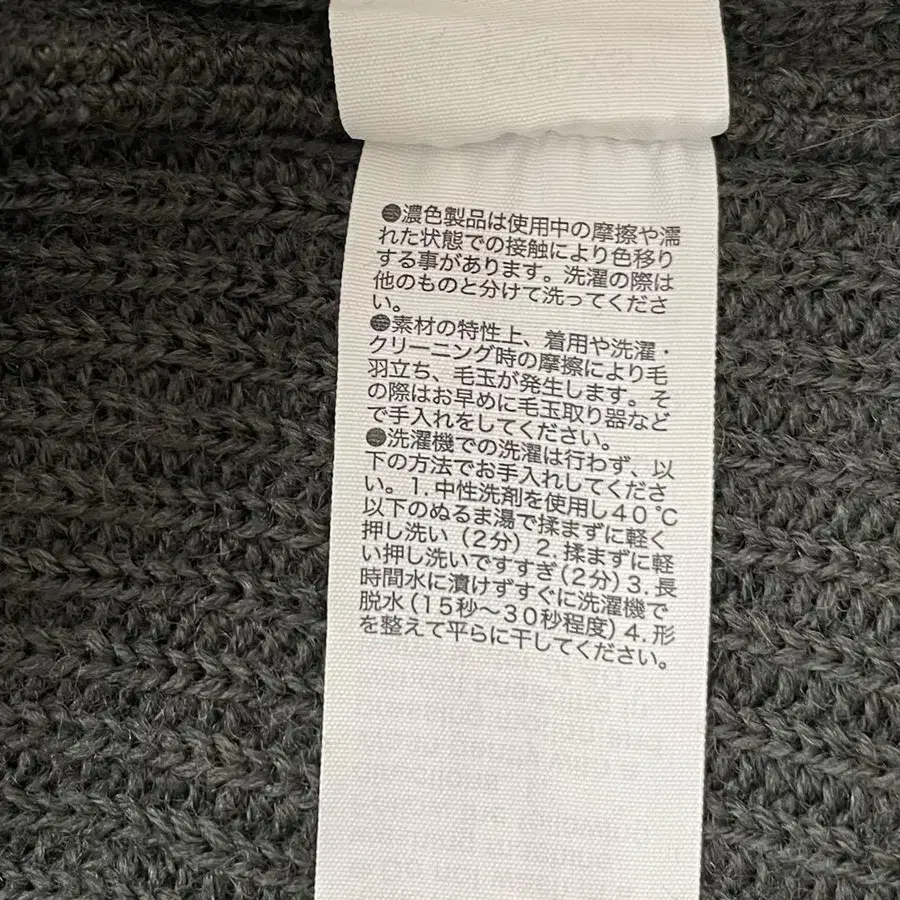 ●濃色製品は使用中の摩擦や濡
れた状態での接触により色移り
する事があります。洗濯の際は
他のものと分けて洗ってくださ
い。
●素材の特性上、着用や洗濯・
クリーニング時の摩擦により毛
羽立ち、毛玉が発生します。そ
の際はお早めに毛玉取り器など
で手入れをしてください。
●洗濯機での洗濯は行わず、以
下の方法でお手入れしてくださ
い。1. 中性洗剤を使用し40℃
以下のぬるま湯で揉まずに軽く
押し洗い（2分）2. 揉まずに軽
い押し洗いですすぎ（2分）3. 長
時間水に漬けずすぐに洗濯機で
脱水（15秒～30秒程度）4. 形
を整えて平らに干してください。